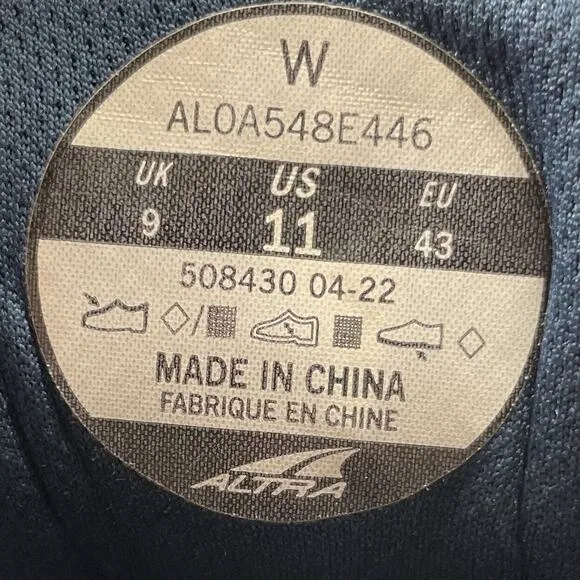 W
AL0A548E446
UK US EU
9 11 43
508430 04-22
MADE IN CHINA
FABRIQUE EN CHINE
ALTRA